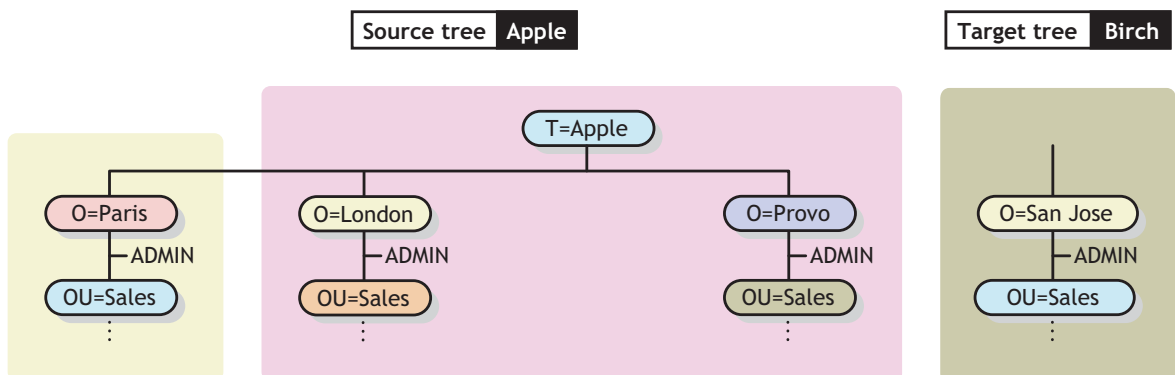 Source tree Apple
Target tree Birch
T=Apple
O=Paris
O=London
O=Provo
O=San Jose
ADMIN
ADMIN
ADMIN
ADMIN
OU=Sales
OU=Sales
OU=Sales
OU=Sales